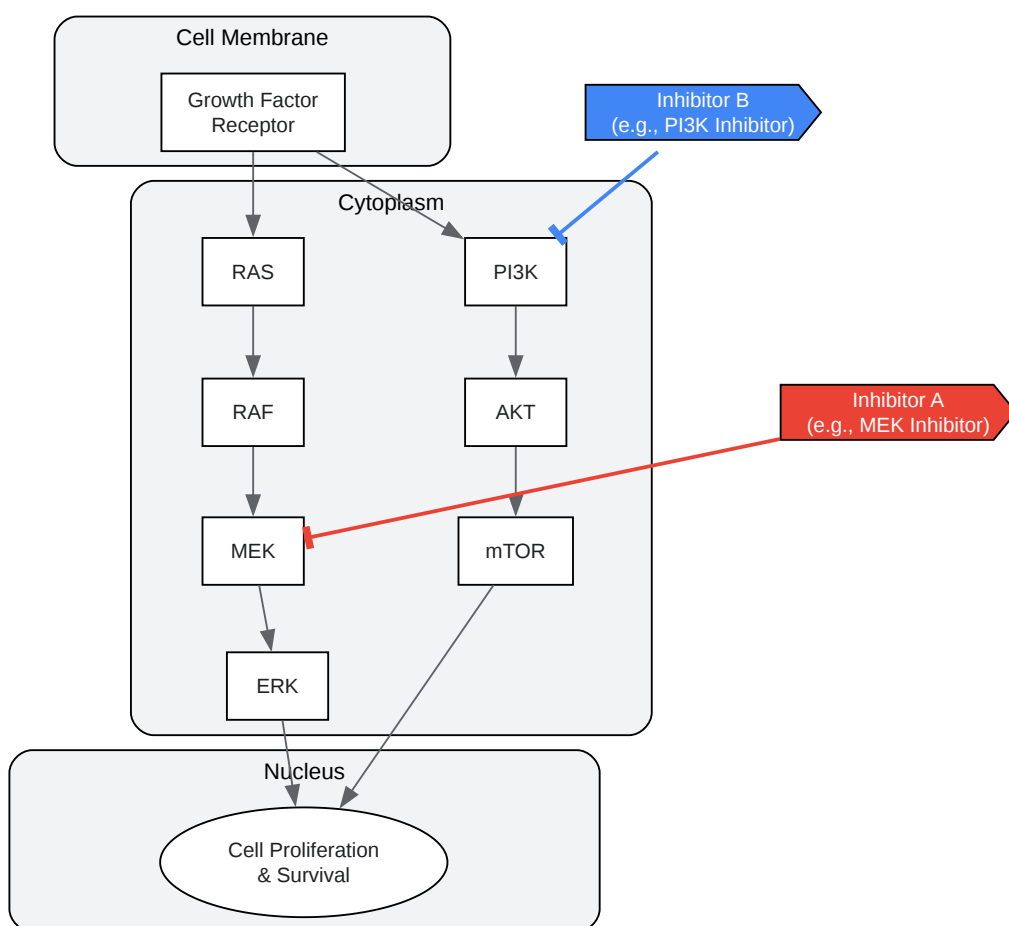 Cell Membrane
Growth Factor
Receptor
Inhibitor B
(e.g., PI3K Inhibitor)
Cytoplasm
RAS
PI3K
RAF
AKT
Inhibitor A
(e.g., MEK Inhibitor)
MEK
mTOR
ERK
Nucleus
Cell Proliferation
& Survival